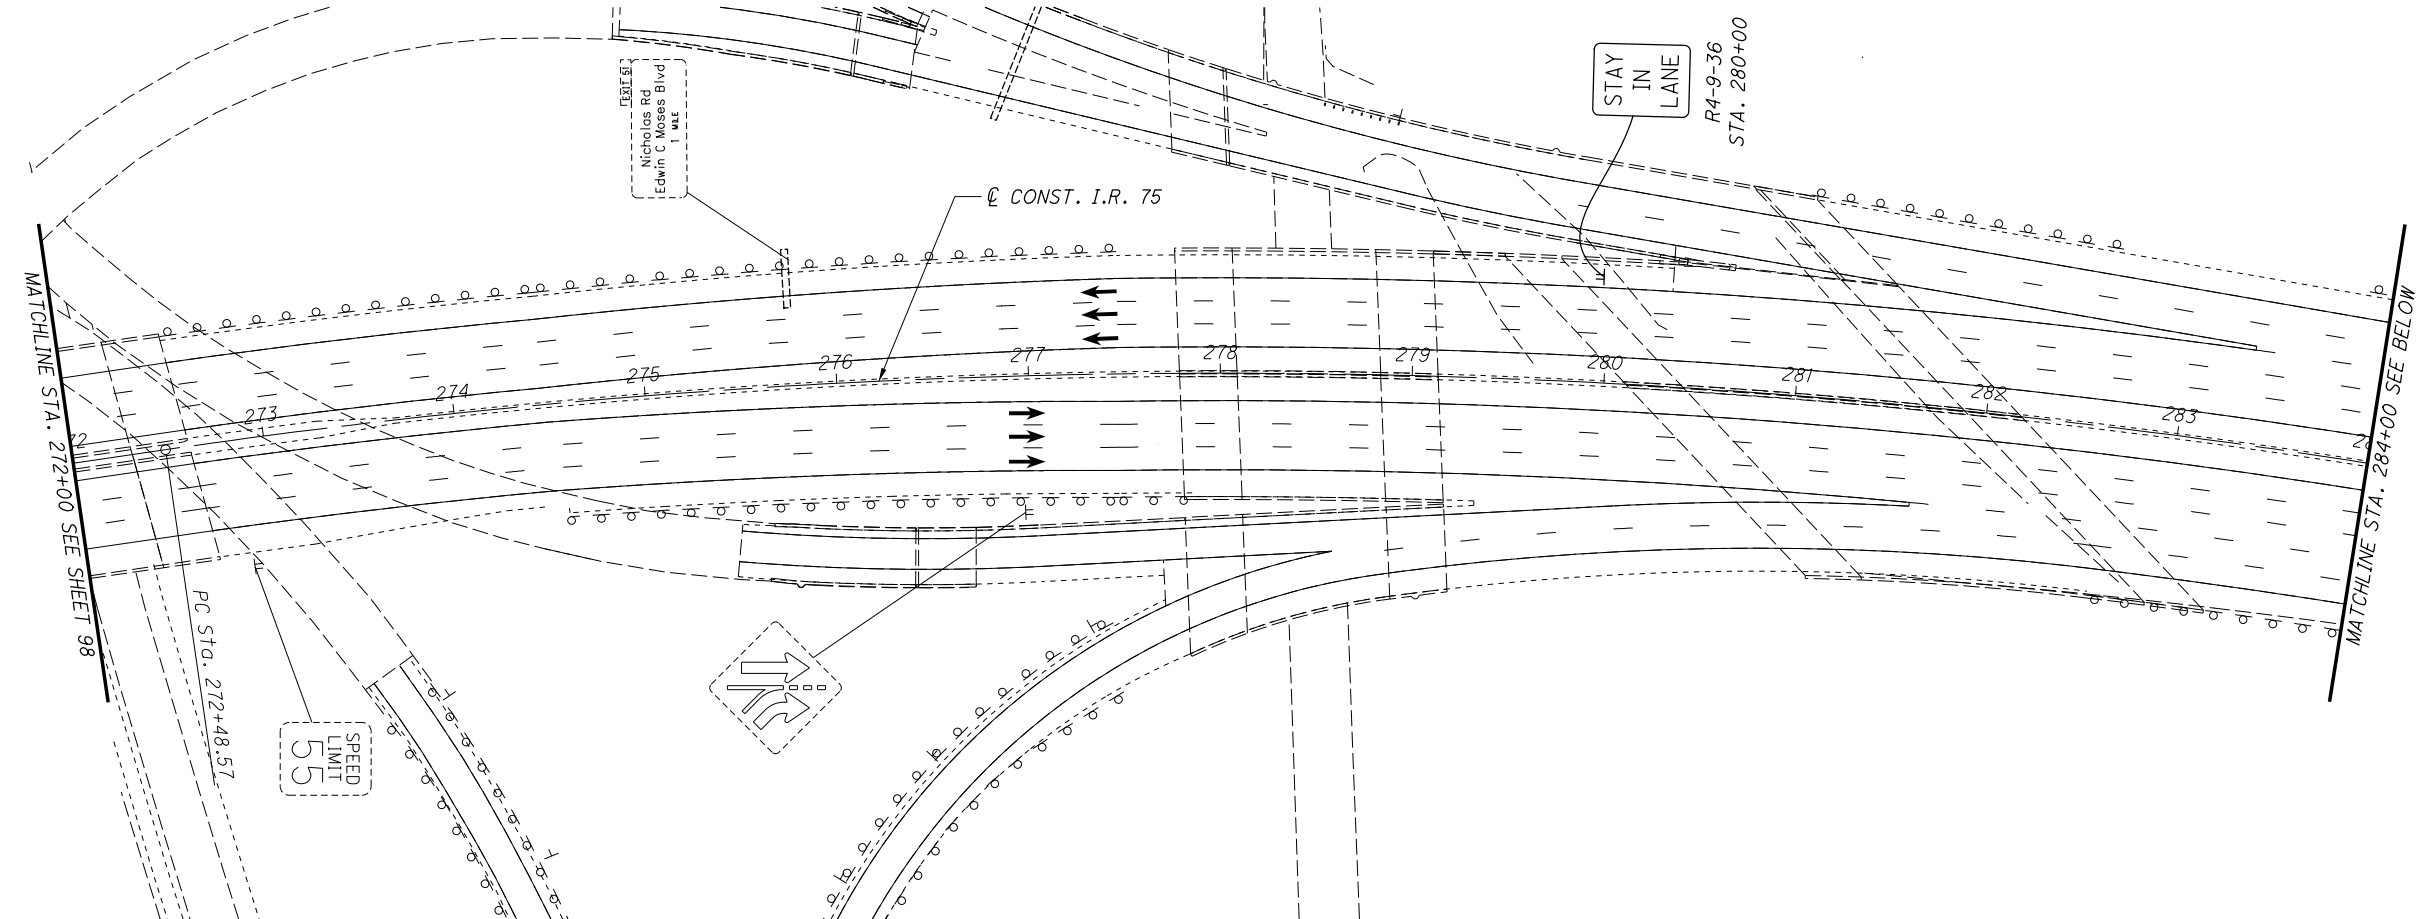 EXIT 51
Nicholas Rd
Edwin C Moses Blvd
1 MILE
STAY
IN
LANE
R4-9-36
STA. 280+00
℄ CONST. I.R. 75
MATCHLINE STA. 272+00 SEE SHEET 98
72
273
274
275
276
277
278
279
280
281
282
283
28
MATCHLINE STA. 284+00 SEE BELOW
PC Sta. 272+48.57
SPEED
LIMIT
55